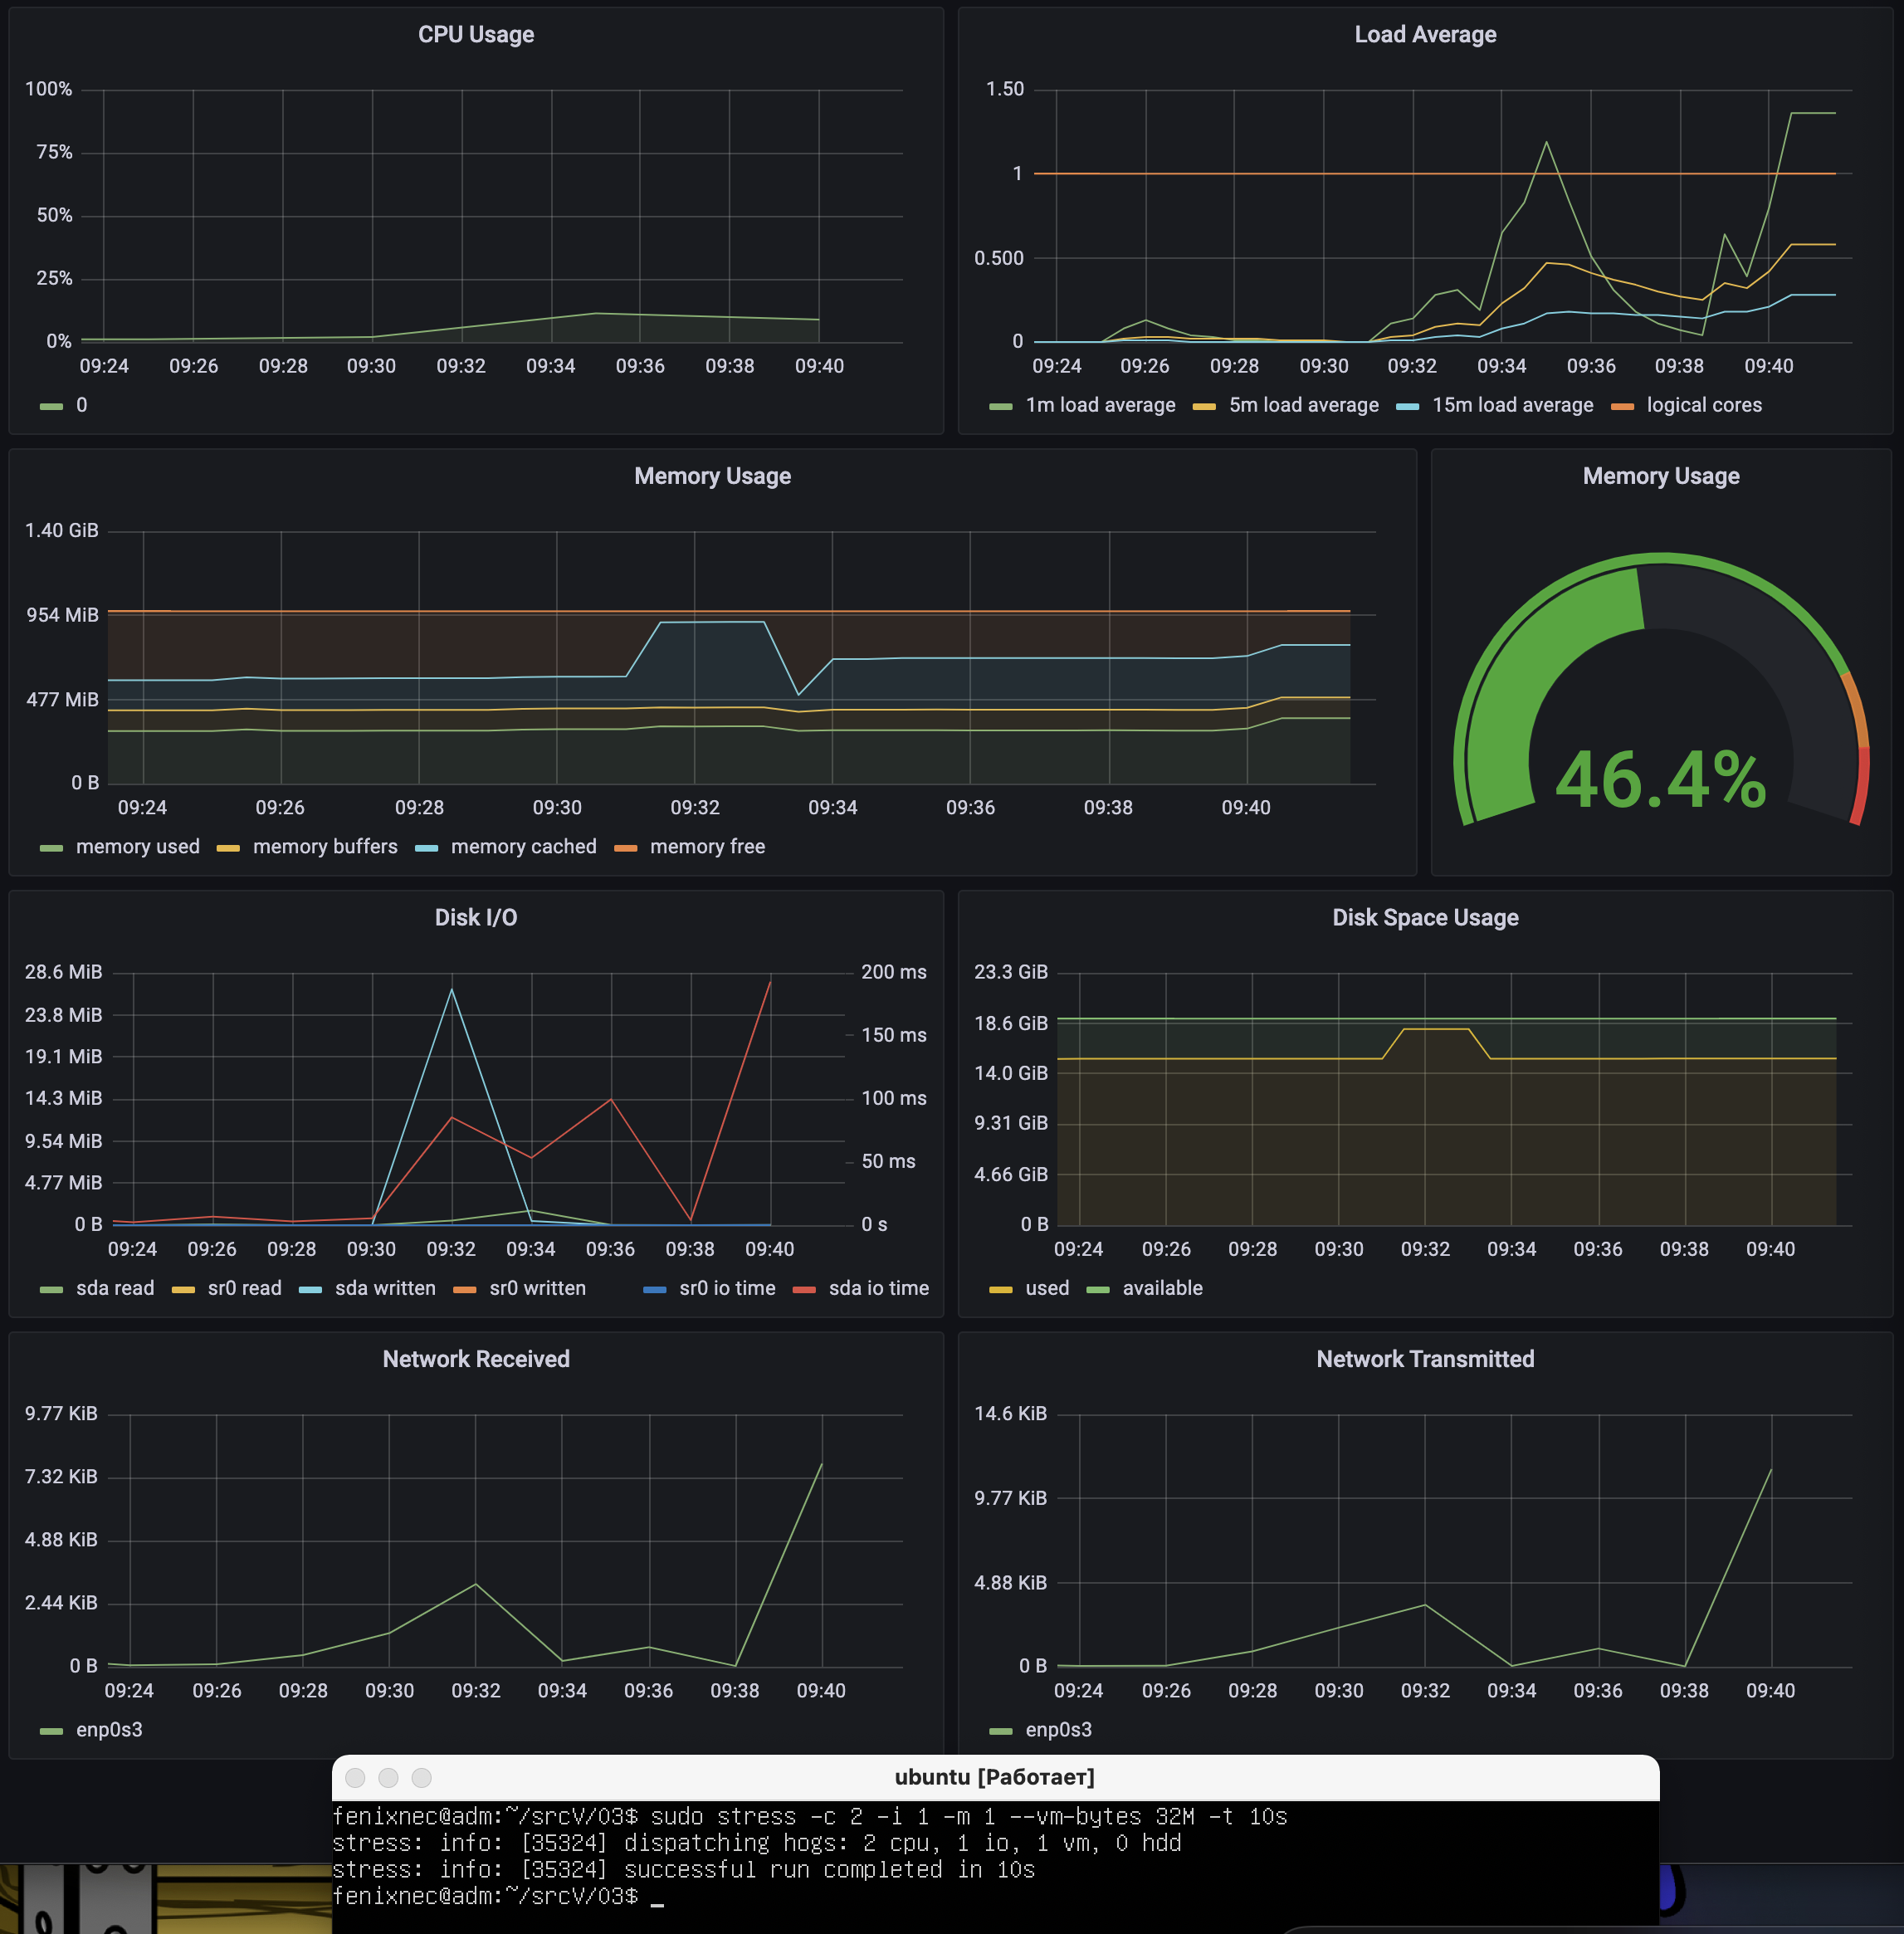 CPU Usage
100%
75%
50%
25%
0%
09:24 09:26 09:28 09:30 09:32 09:34 09:36 09:38 09:40
0
Load Average
1.50
1
0.500
0
09:24 09:26 09:28 09:30 09:32 09:34 09:36 09:38 09:40
1m load average 5m load average 15m load average logical cores
Memory Usage
1.40 GiB
954 MiB
477 MiB
0 B
09:24 09:26 09:28 09:30 09:32 09:34 09:36 09:38 09:40
memory used memory buffers memory cached memory free
Memory Usage
46.4%
Disk I/O
28.6 MiB 200 ms
23.8 MiB
150 ms
19.1 MiB
14.3 MiB 100 ms
9.54 MiB
50 ms
4.77 MiB
0 B 0 s
09:24 09:26 09:28 09:30 09:32 09:34 09:36 09:38 09:40
sda read sr0 read sda written sr0 written sr0 io time sda io time
Disk Space Usage
23.3 GiB
18.6 GiB
14.0 GiB
9.31 GiB
4.66 GiB
0 B
09:24 09:26 09:28 09:30 09:32 09:34 09:36 09:38 09:40
used available
Network Received
9.77 KiB
7.32 KiB
4.88 KiB
2.44 KiB
0 B
09:24 09:26 09:28 09:30 09:32 09:34 09:36 09:38 09:40
enp0s3
Network Transmitted
14.6 KiB
9.77 KiB
4.88 KiB
0 B
09:24 09:26 09:28 09:30 09:32 09:34 09:36 09:38 09:40
enp0s3
ubuntu [Работает]
fenixnec@adm:~/srcV/03$ sudo stress -c 2 -i 1 -m 1 --vm-bytes 32M -t 10s
stress: info: [35324] dispatching hogs: 2 cpu, 1 io, 1 vm, 0 hdd
stress: info: [35324] successful run completed in 10s
fenixnec@adm:~/srcV/03$ _